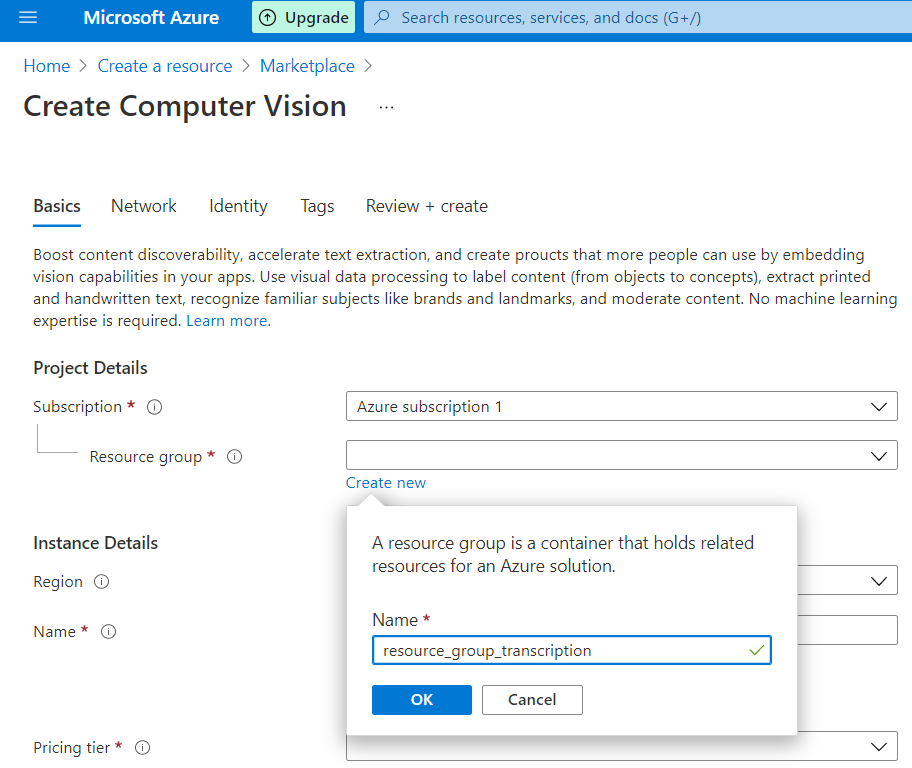 Microsoft Azure
Upgrade
Search resources, services, and docs (G+/)
Home > Create a resource > Marketplace >
Create Computer Vision ...
Basics Network Identity Tags Review + create
Boost content discoverability, accelerate text extraction, and create proucts that more people can use by embedding
vision capabilities in your apps. Use visual data processing to label content (from objects to concepts), extract printed
and handwritten text, recognize familiar subjects like brands and landmarks, and moderate content. No machine learning
expertise is required. Learn more.
Project Details
Subscription *
Azure subscription 1
Resource group *
Create new
A resource group is a container that holds related
resources for an Azure solution.
Name *
resource_group_transcription
OK
Cancel
Instance Details
Region
Name *
Pricing tier *